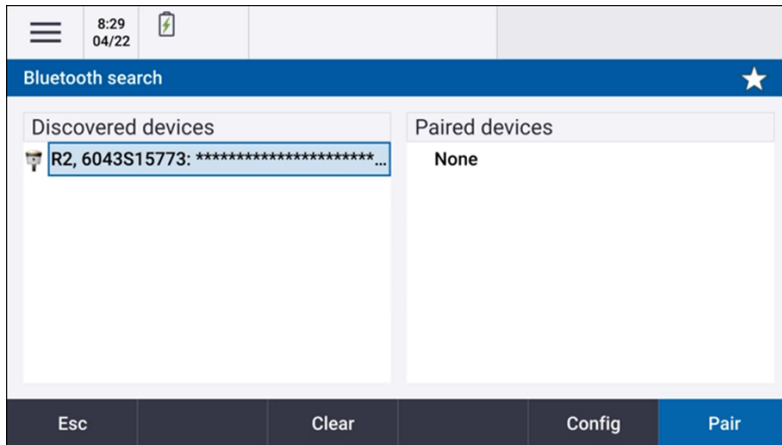 8:29
04/22
Bluetooth search
Discovered devices
R2, 6043S15773: **********************...
Paired devices
None
Esc
Clear
Config
Pair